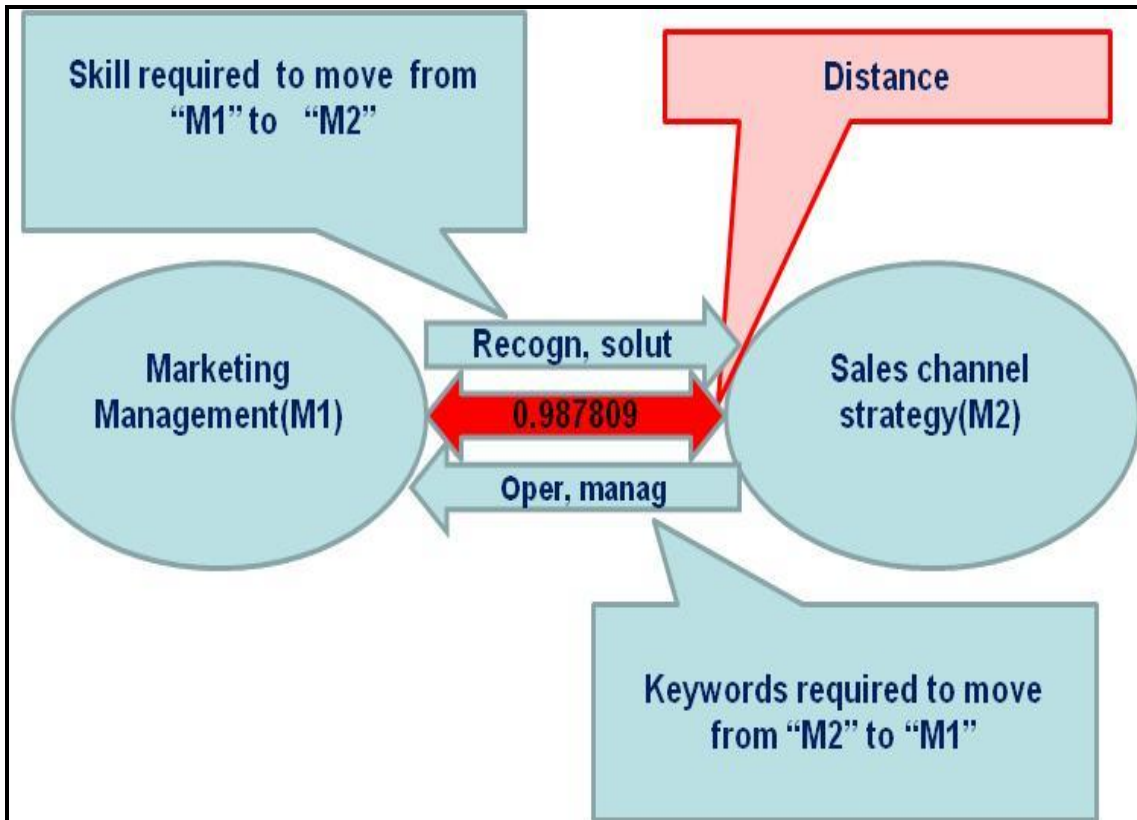 Skill required to move from
“M1” to “M2”
Distance
Recogn, solut
Marketing
Management(M1)
0.987809
Sales channel
strategy(M2)
Oper, manag
Keywords required to move
from “M2” to “M1”